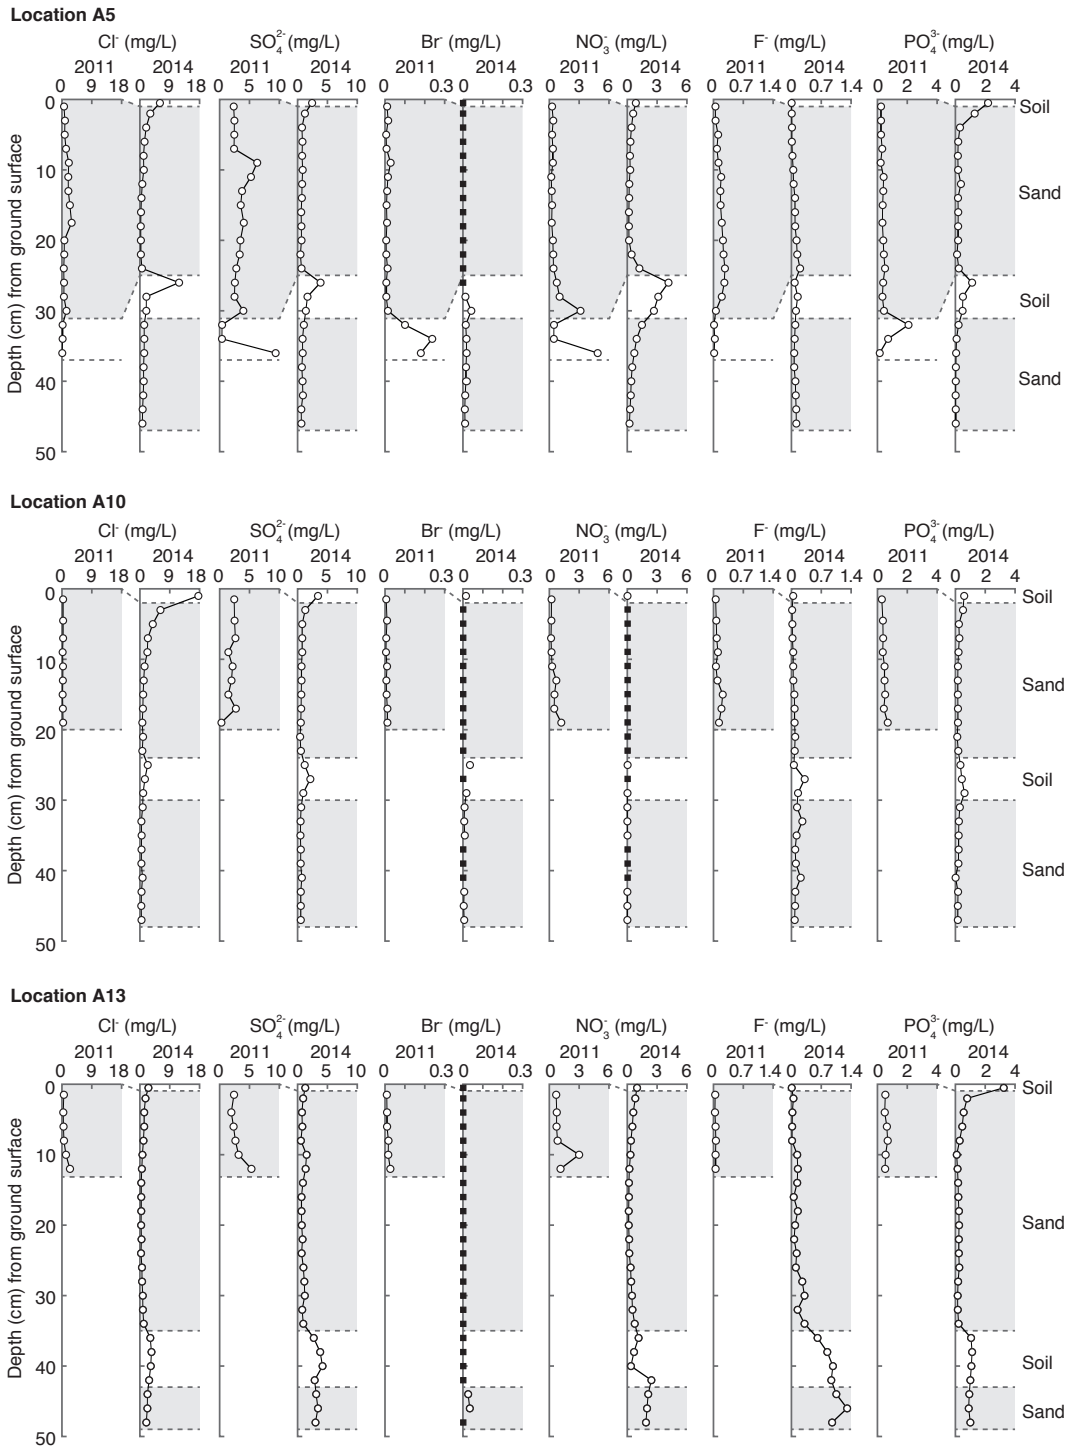 Location A5
Cl⁻ (mg/L) SO₄²⁻ (mg/L) Br⁻ (mg/L) NO₃⁻ (mg/L) F⁻ (mg/L) PO₄³⁻ (mg/L)
2011 2014 2011 2014 2011 2014 2011 2014 2011 2014 2011 2014
0 9 18 0 9 18 0 5 10 0 5 10 0 0.3 0 0.3 0 3 6 0 3 6 0 0.7 1.4 0 0.7 1.4 0 2 4 0 2 4
0 Soil
10
Sand
20
30 Soil
40 Sand
50
Depth (cm) from ground surface
Location A10
Cl⁻ (mg/L) SO₄²⁻ (mg/L) Br⁻ (mg/L) NO₃⁻ (mg/L) F⁻ (mg/L) PO₄³⁻ (mg/L)
2011 2014 2011 2014 2011 2014 2011 2014 2011 2014 2011 2014
0 9 18 0 9 18 0 5 10 0 5 10 0 0.3 0 0.3 0 3 6 0 3 6 0 0.7 1.4 0 0.7 1.4 0 2 4 0 2 4
0 Soil
10
Sand
20
Soil
30
40 Sand
50
Depth (cm) from ground surface
Location A13
Cl⁻ (mg/L) SO₄²⁻ (mg/L) Br⁻ (mg/L) NO₃⁻ (mg/L) F⁻ (mg/L) PO₄³⁻ (mg/L)
2011 2014 2011 2014 2011 2014 2011 2014 2011 2014 2011 2014
0 9 18 0 9 18 0 5 10 0 5 10 0 0.3 0 0.3 0 3 6 0 3 6 0 0.7 1.4 0 0.7 1.4 0 2 4 0 2 4
0 Soil
10
20 Sand
30
40 Soil
Sand
50
Depth (cm) from ground surface